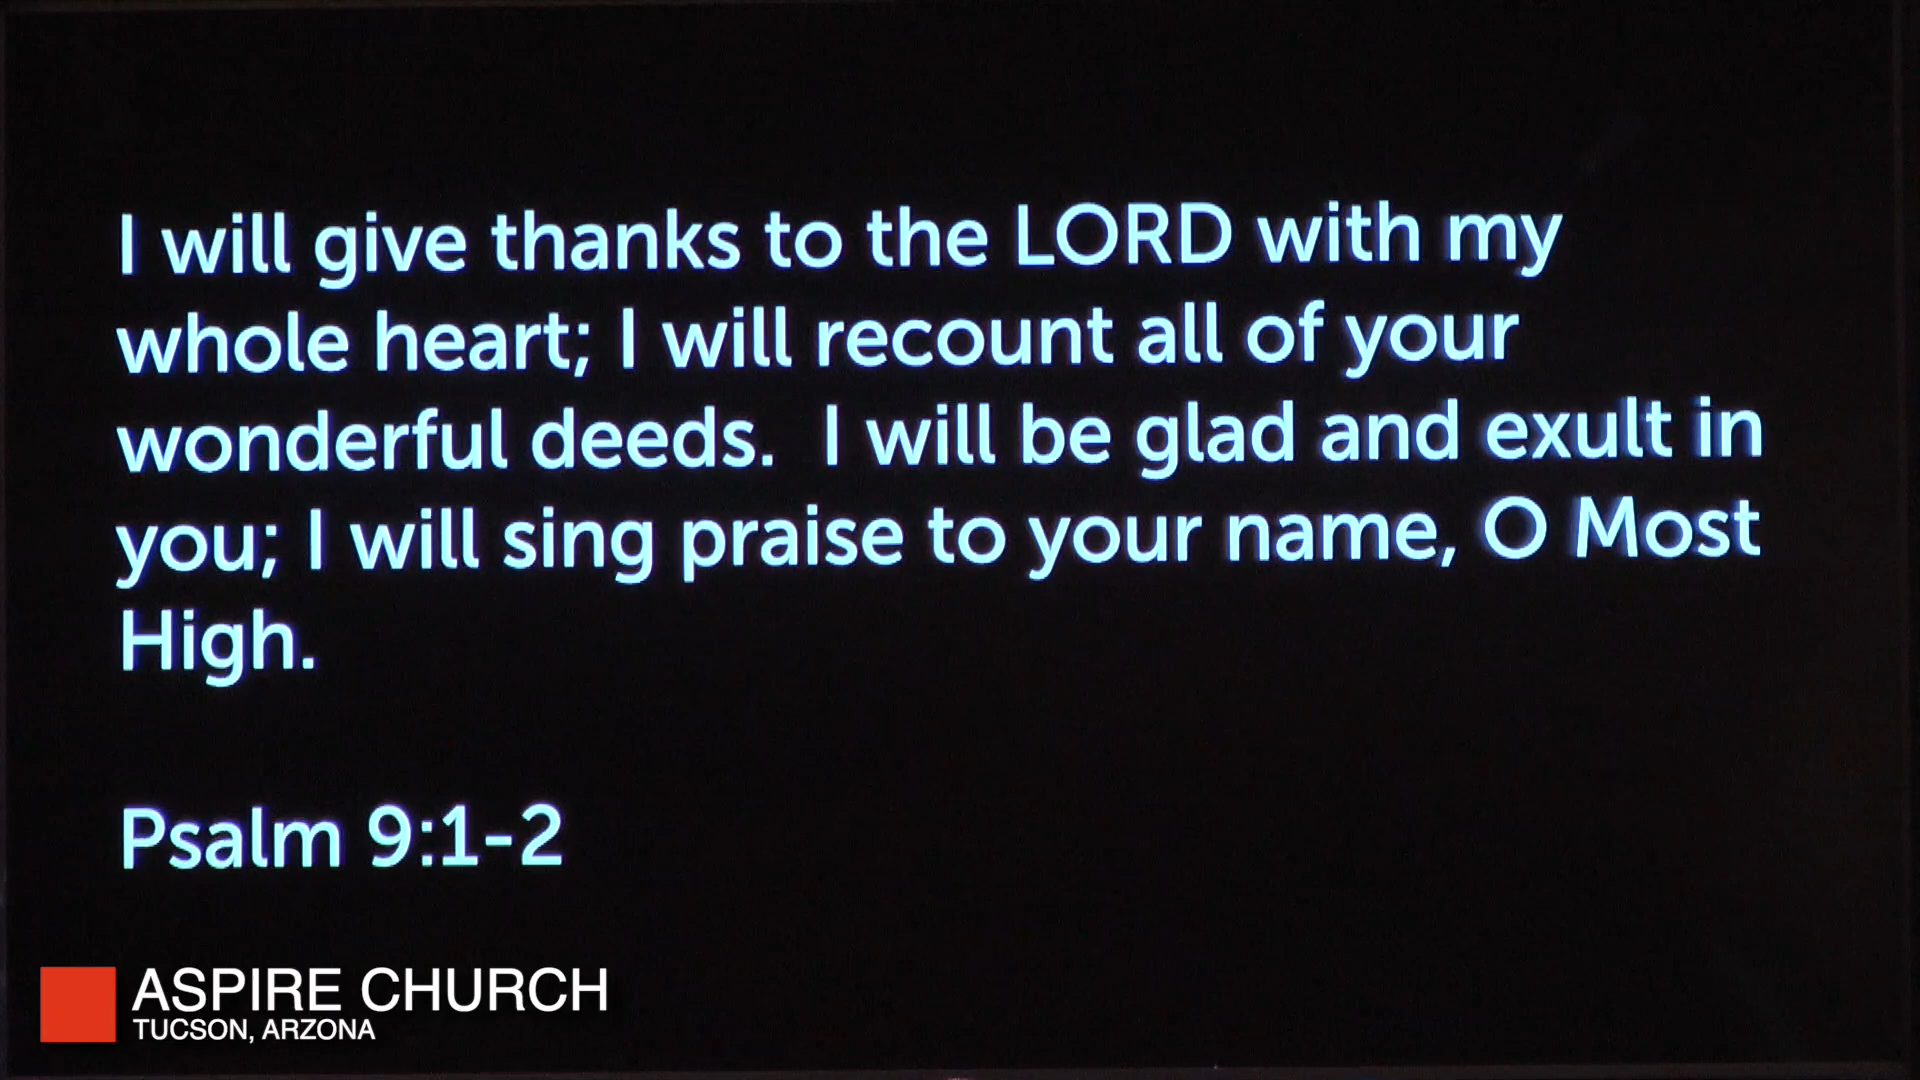 I will give thanks to the LORD with my
whole heart; I will recount all of your
wonderful deeds.  I will be glad and exult in
you; I will sing praise to your name, O Most
High.
Psalm 9:1-2
ASPIRE CHURCH
TUCSON, ARZONA